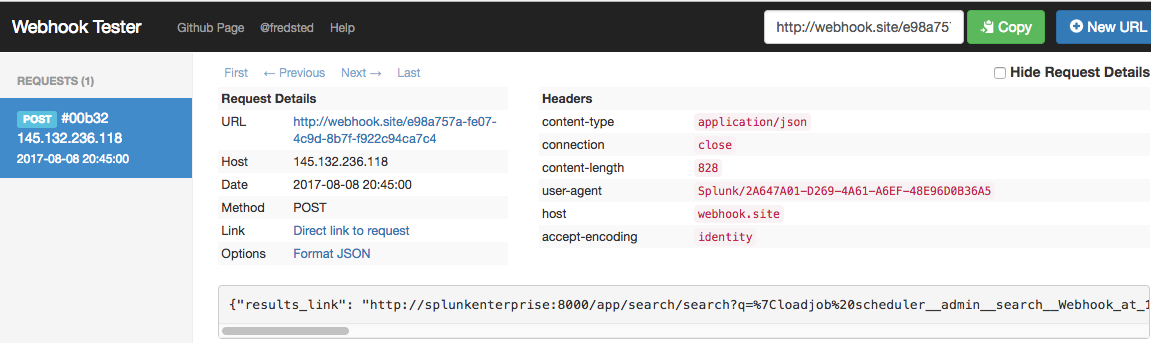 Webhook Tester Github Page @fredsted Help http://webhook.site/e98a75 Copy New URL
REQUESTS (1)
POST #00b32
145.132.236.118
2017-08-08 20:45:00
First ← Previous Next → Last Hide Request Details
Request Details
URL http://webhook.site/e98a757a-fe07-
4c9d-8b7f-f922c94ca7c4
Host 145.132.236.118
Date 2017-08-08 20:45:00
Method POST
Link Direct link to request
Options Format JSON
Headers
content-type application/json
connection close
content-length 828
user-agent Splunk/2A647A01-D269-4A61-A6EF-48E96D0B36A5
host webhook.site
accept-encoding identity
{"results_link": "http://splunkenterprise:8000/app/search/search?q=%7Cloadjob%20scheduler__admin__search__Webhook_at_1